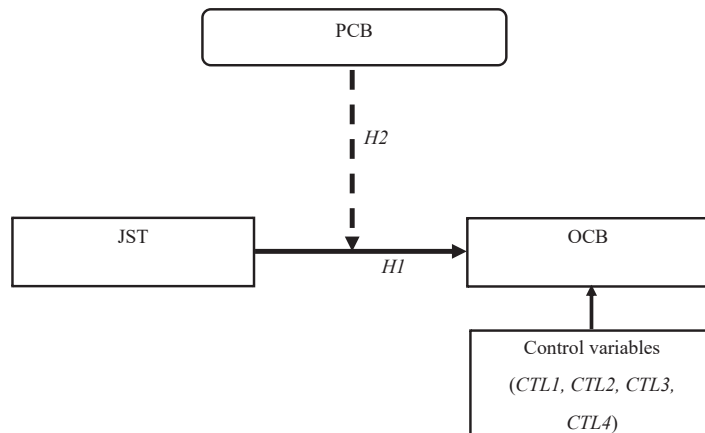 PCB
H2
JST
OCB
H1
Control variables
(CTL1, CTL2, CTL3,
CTL4)